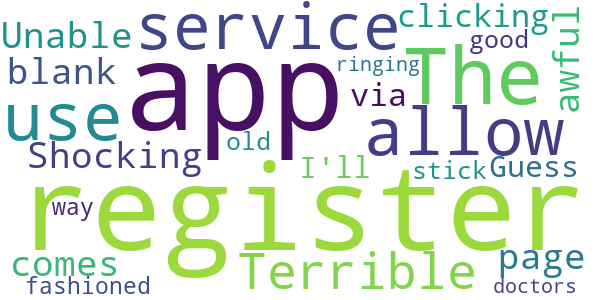 Unable service clicking
good awful
blank app ringing The
use via allow
Shocking old I'll stick Guess
way register
comes Terrible page
fashioned doctors